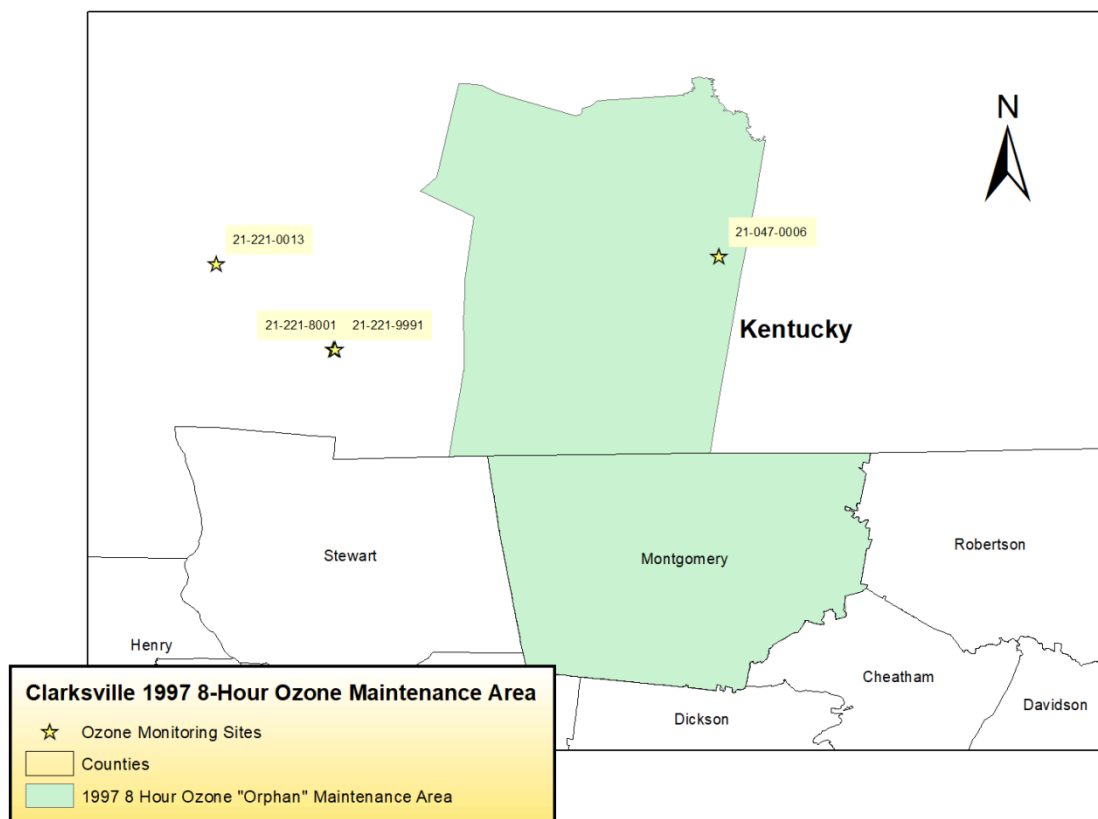 N
21-221-0013
21-047-0006
21-221-8001 21-221-9991
Kentucky
Stewart
Montgomery
Robertson
Henry
Cheatham
Dickson
Davidson
Clarksville 1997 8-Hour Ozone Maintenance Area
Ozone Monitoring Sites
Counties
1997 8 Hour Ozone "Orphan" Maintenance Area